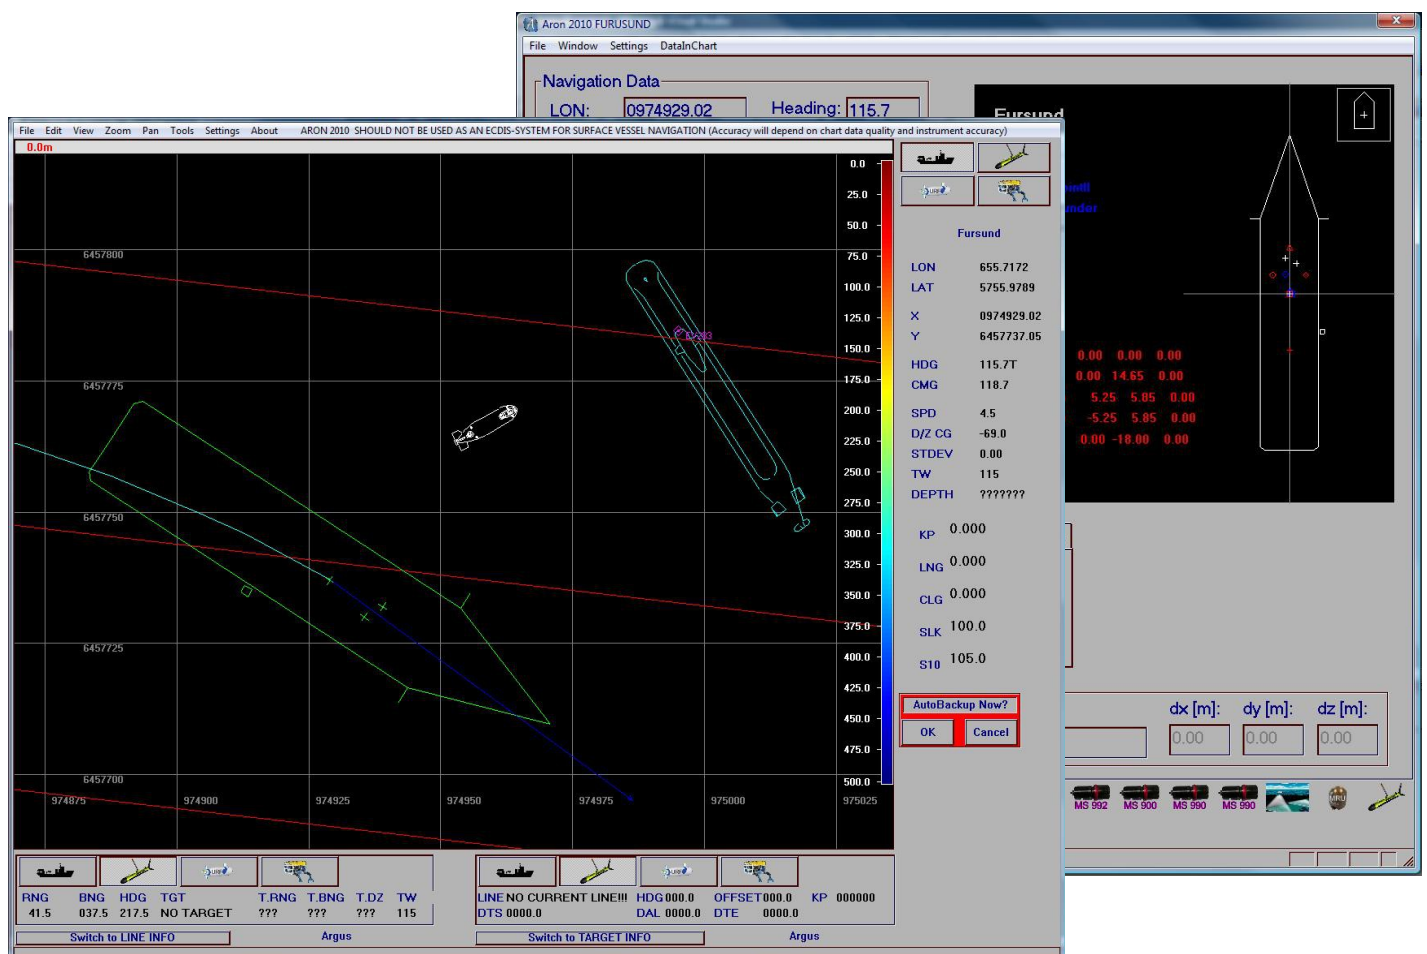 Aron 2010 FURUSUND
File Window Settings DataInChart
Navigation Data
LON: 0974929.02 Heading: 115.7
Fursund
File Edit View Zoom Pan Tools Settings About ARON 2010 SHOULD NOT BE USED AS AN ECDIS-SYSTEM FOR SURFACE VESSEL NAVIGATION (Accuracy will depend on chart data quality and instrument accuracy)
0.0m
0.0
25.0
50.0
75.0
100.0
125.0
150.0
175.0
200.0
225.0
250.0
275.0
300.0
325.0
350.0
375.0
400.0
425.0
450.0
475.0
500.0
6457800
6457775
6457750
6457725
6457700
974875 974900 974925 974950 974975 975000 975025
Fursund
LON 655.7172
LAT 5755.9789
X 0974929.02
Y 6457737.05
HDG 115.7T
CMG 118.7
SPD 4.5
D/Z CG -69.0
STDEV 0.00
TW 115
DEPTH ???????
KP 0.000
LNG 0.000
CLG 0.000
SLK 100.0
S10 105.0
AutoBackup Now?
OK Cancel
0.00 0.00 0.00
0.00 14.65 0.00
5.25 5.05 0.00
-5.25 5.85 0.00
0.00 -18.00 0.00
dx [m]: dy [m]: dz [m]:
0.00 0.00 0.00
MS 992 MS 900 MS 990 MS 990 MRU
RNG BNG HDG TGT T.RNG T.BNG T.DZ TW
41.5 037.5 217.5 NO TARGET ??? ??? ??? 115
Switch to LINE INFO Argus
LINE NO CURRENT LINE!!! HDG 000.0 OFFSET 000.0 KP 000000
DTS 0000.0 DAL 0000.0 DTE 0000.0
Switch to TARGET INFO Argus